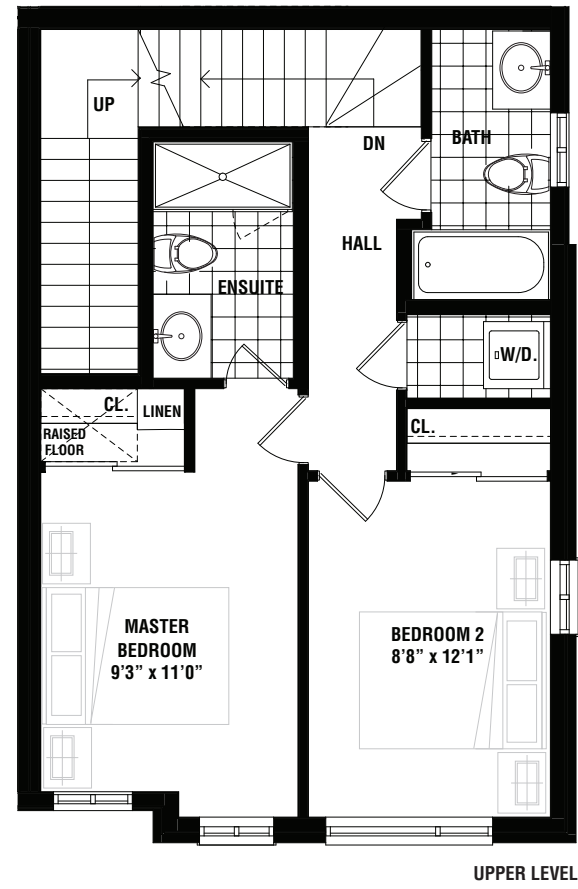 UP
DN
BATH
HALL
ENSUITE
W/D.
CL.
LINEN
RAISED
FLOOR
CL.
MASTER
BEDROOM
9'3” x 11’0”
BEDROOM 2
8’8” x 12’1”
UPPER LEVEL